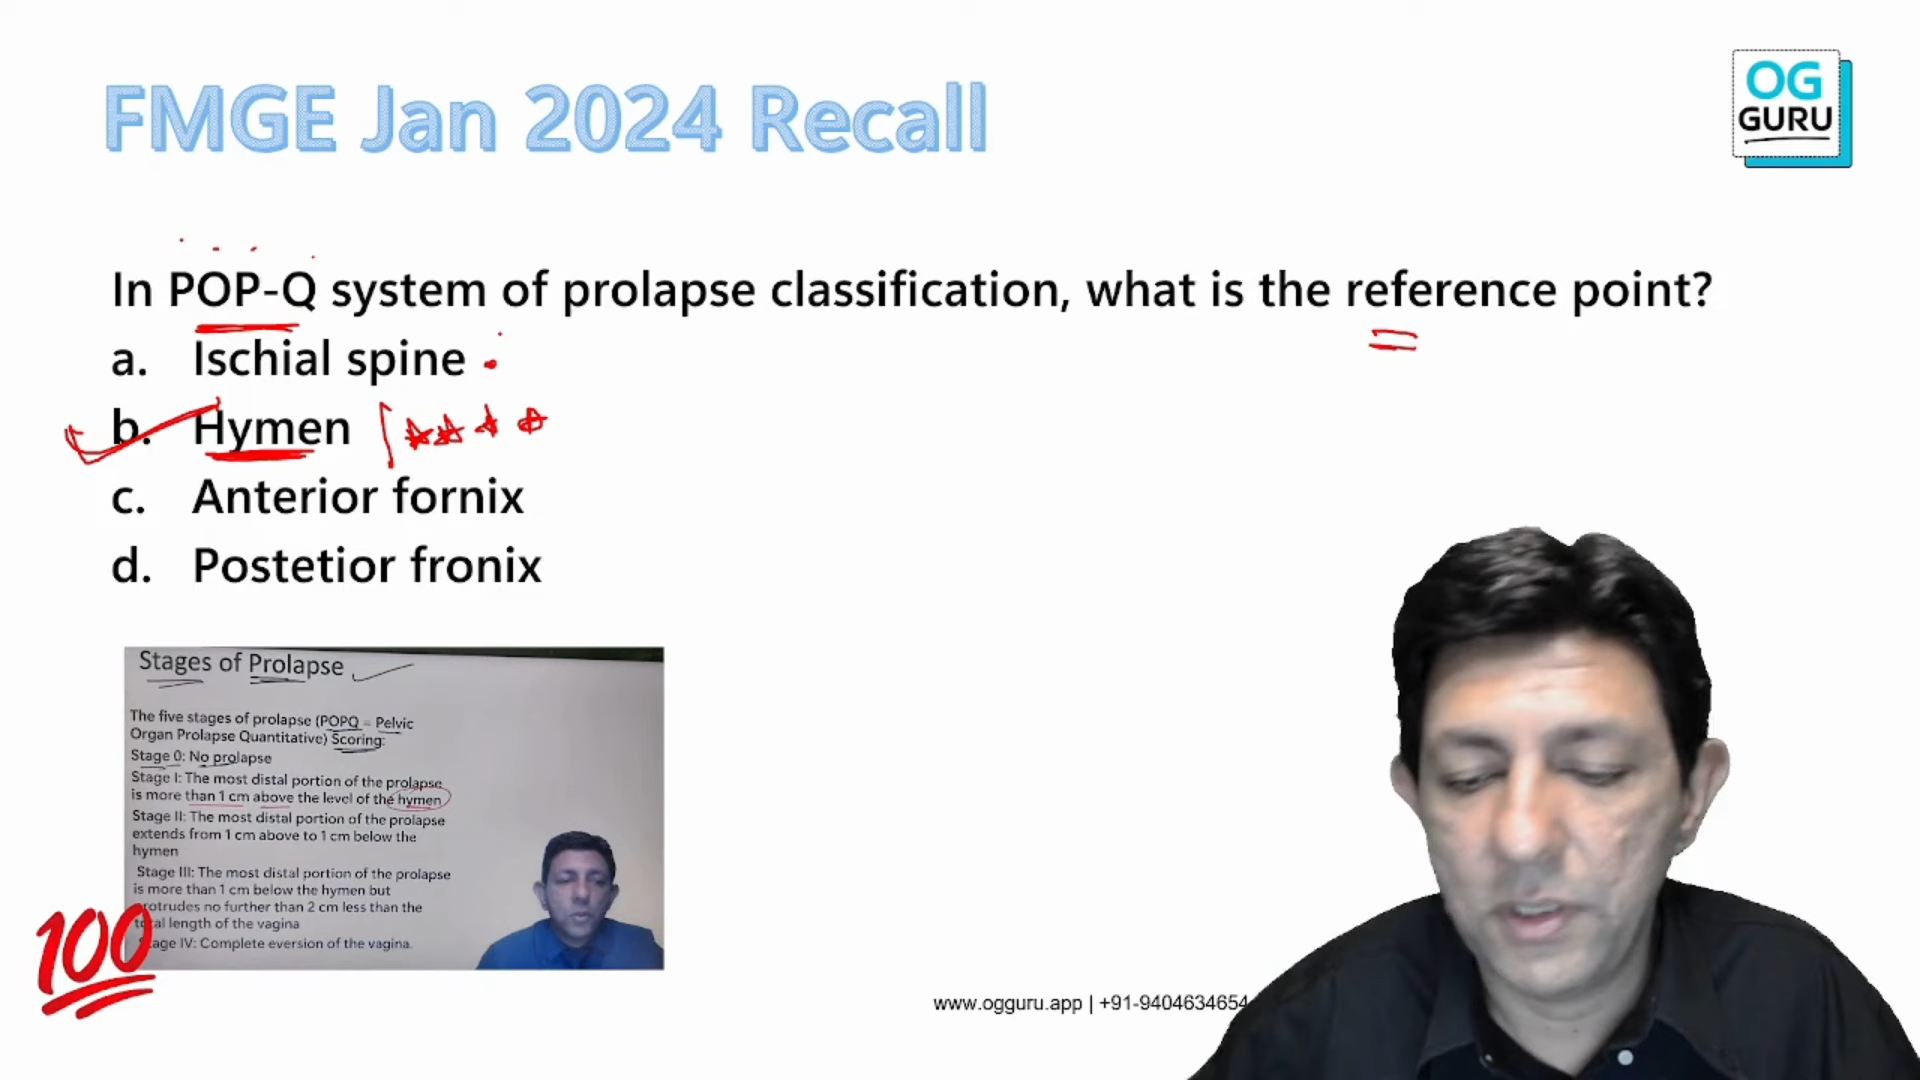 FMGE Jan 2024 Recall
OG
GURU
In POP-Q system of prolapse classification, what is the reference point?
a. Ischial spine
b. Hymen
c. Anterior fornix
d. Postetior fronix
Stages of Prolapse
The five stages of prolapse (POPQ = Pelvic
Organ Prolapse Quantitative) Scoring:
Stage 0: No prolapse
Stage I: The most distal portion of the prolapse
is more than 1 cm above the level of the hymen
Stage II: The most distal portion of the prolapse
extends from 1 cm above to 1 cm below the
hymen
Stage III: The most distal portion of the prolapse
is more than 1 cm below the hymen but
protrudes no further than 2 cm less than the
total length of the vagina
Stage IV: Complete eversion of the vagina.
100
www.ogguru.app | +91-9404634654